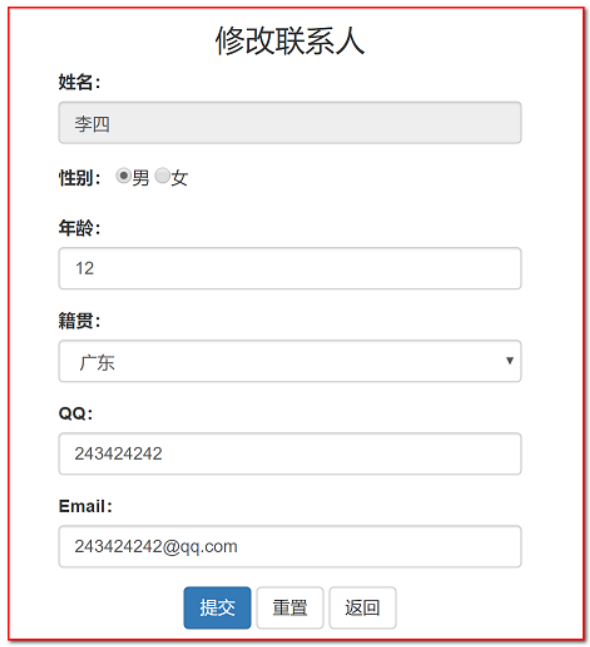 修改联系人
姓名：
李四
性别： 男 女
年龄：
12
籍贯：
广东
QQ：
243424242
Email：
243424242@qq.com
提交 重置 返回